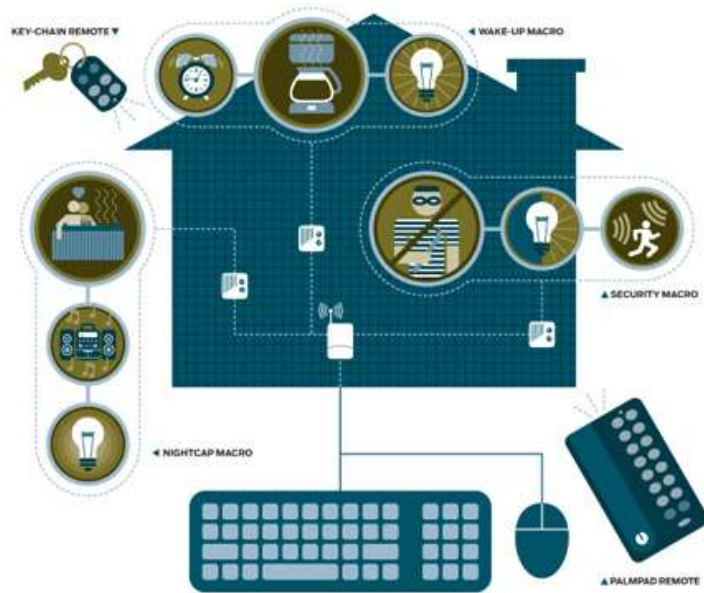 KEY-CHAIN REMOTE ▼
◀ WAKE-UP MACRO
▲ SECURITY MACRO
◀ NIGHTCAP MACRO
▲ PALMPAD REMOTE